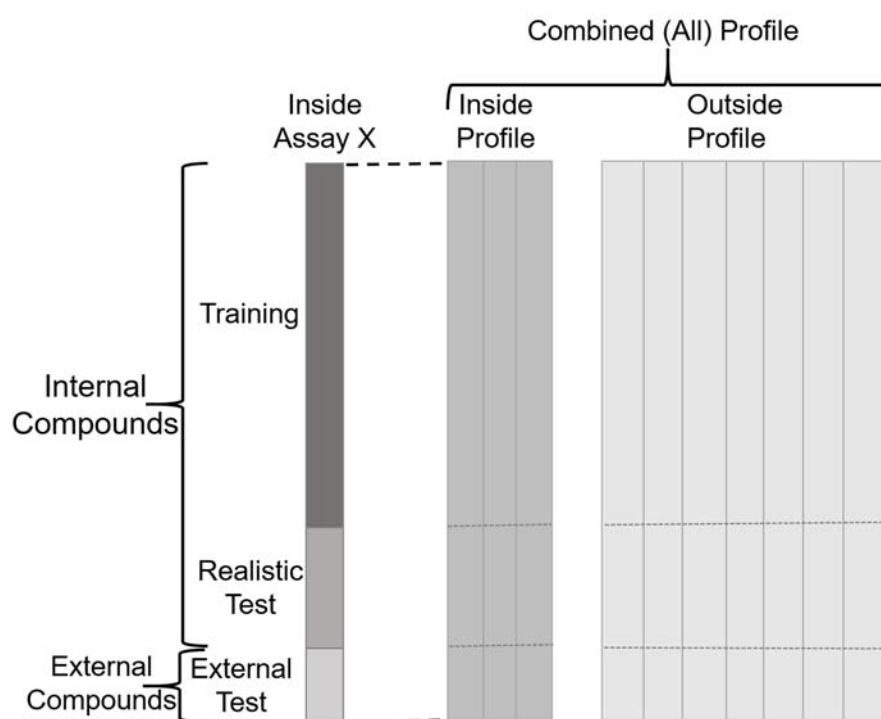 Combined (All) Profile
Inside
Assay X
Inside
Profile
Outside
Profile
Training
Internal
Compounds
Realistic
Test
External
Compounds
External
Test